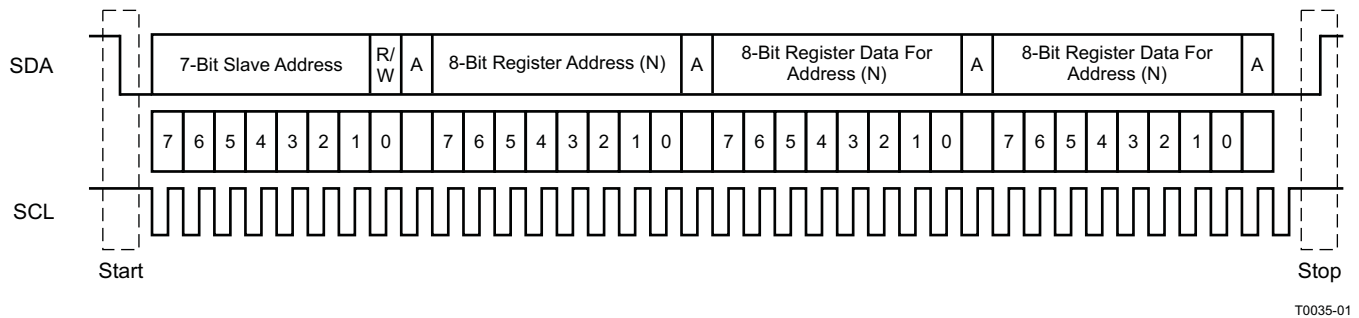 SDA
7-Bit Slave Address
R/
W
A
8-Bit Register Address (N)
A
8-Bit Register Data For
Address (N)
A
8-Bit Register Data For
Address (N)
A
7 6 5 4 3 2 1 0 7 6 5 4 3 2 1 0 7 6 5 4 3 2 1 0 7 6 5 4 3 2 1 0
SCL
Start
Stop
T0035-01